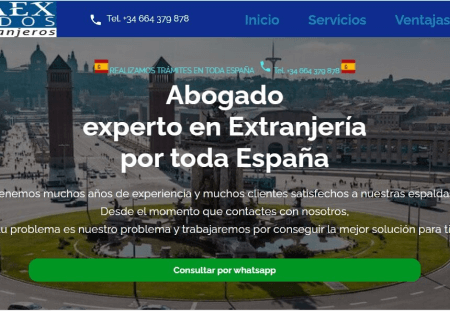 AEX
DOS
anjeros
Tel. +34 664 379 878
Inicio
Servicios
Ventajas
REALIZAMOS TRÁMITES EN TODA ESPAÑA
Tel. +34 664 379 878
Abogado
experto en Extranjería
por toda España
enemos muchos años de experiencia y muchos clientes satisfechos a nuestras espalda
Desde el momento que contactes con nosotros,
u problema es nuestro problema y trabajaremos por conseguir la mejor solución para ti
Consultar por whatsapp